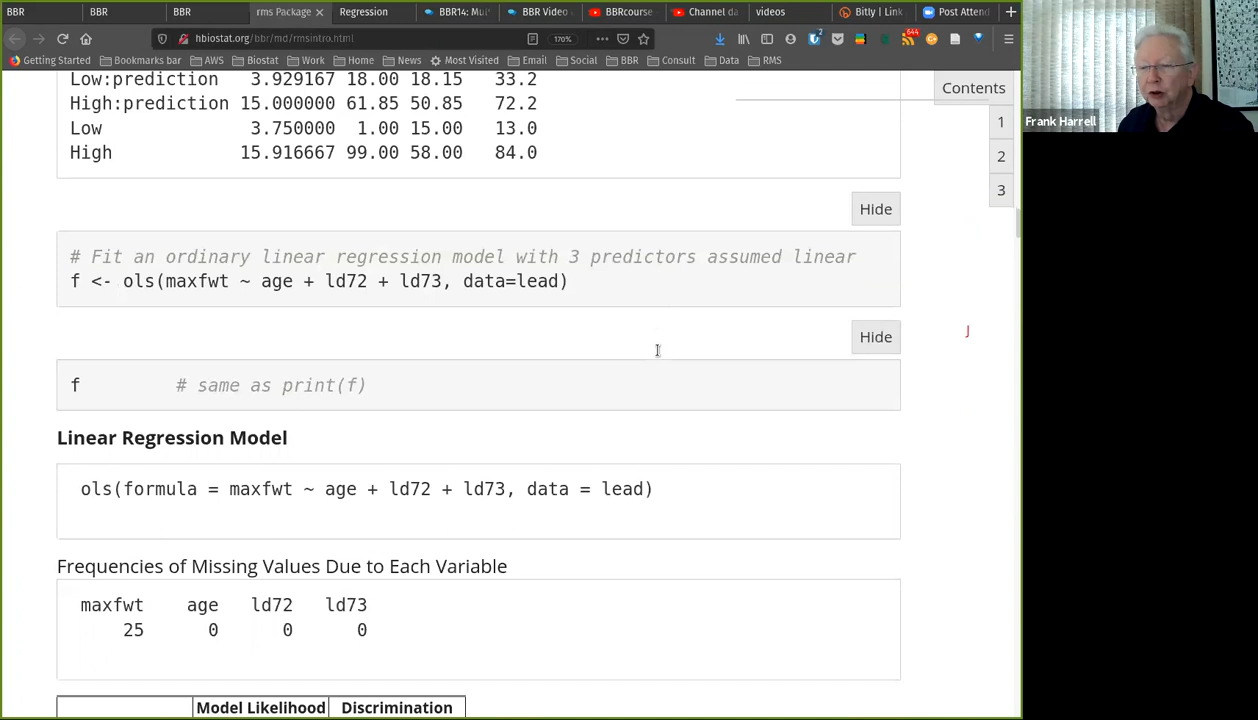 BBR
BBR
BBR
rms Package
Regression
BBR14: Mul
BBR Video
BBRcourse
Channel da
videos
Bitly | Link
Post Attend
hbiostat.org/bbr/md/rmsintro.html
170%
2
644
Getting Started
Bookmarks bar
AWS
Biostat
Work
Home
News
Most Visited
Email
Social
BBR
Consult
Data
RMS
Low:prediction 3.929167 18.00 18.15 33.2
High:prediction 15.000000 61.85 50.85 72.2
Low 3.750000 1.00 15.00 13.0
High 15.916667 99.00 58.00 84.0
Contents
1
2
3
Frank Harrell
Hide
# Fit an ordinary linear regression model with 3 predictors assumed linear
f <- ols(maxfwt ~ age + ld72 + ld73, data=lead)
Hide
J
f # same as print(f)
Linear Regression Model
ols(formula = maxfwt ~ age + ld72 + ld73, data = lead)
Frequencies of Missing Values Due to Each Variable
maxfwt age ld72 ld73
25 0 0 0
Model Likelihood Discrimination